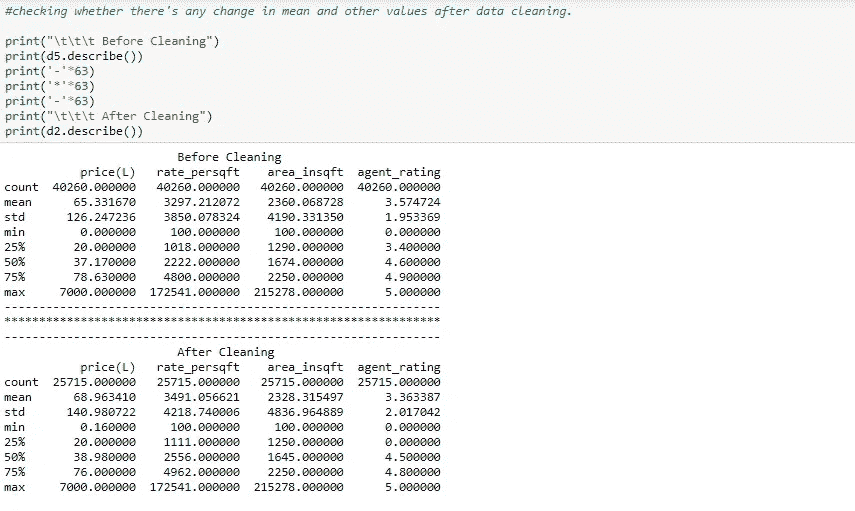 #checking whether there's any change in mean and other values after data cleaning.
print("\t\t\t Before Cleaning")
print(d5.describe())
print('-'*63)
print('*'*63)
print('-'*63)
print("\t\t\t After Cleaning")
print(d2.describe())
Before Cleaning
price(L) rate_persqft area_insqft agent_rating
count 40260.000000 40260.000000 40260.000000 40260.000000
mean 65.331670 3297.212072 2360.068728 3.574724
std 126.247236 3850.078324 4190.331350 1.953369
min 0.000000 100.000000 100.000000 0.000000
25% 20.000000 1018.000000 1290.000000 3.400000
50% 37.170000 2222.000000 1674.000000 4.600000
75% 78.630000 4800.000000 2250.000000 4.900000
max 7000.000000 172541.000000 215278.000000 5.000000
---------------------------------------------------------------
***************************************************************
---------------------------------------------------------------
After Cleaning
price(L) rate_persqft area_insqft agent_rating
count 25715.000000 25715.000000 25715.000000 25715.000000
mean 68.963410 3491.056621 2328.315497 3.363387
std 140.980722 4218.740006 4836.964889 2.017042
min 0.160000 100.000000 100.000000 0.000000
25% 20.000000 1111.000000 1250.000000 0.000000
50% 38.980000 2556.000000 1645.000000 4.500000
75% 76.000000 4962.000000 2250.000000 4.800000
max 7000.000000 172541.000000 215278.000000 5.000000